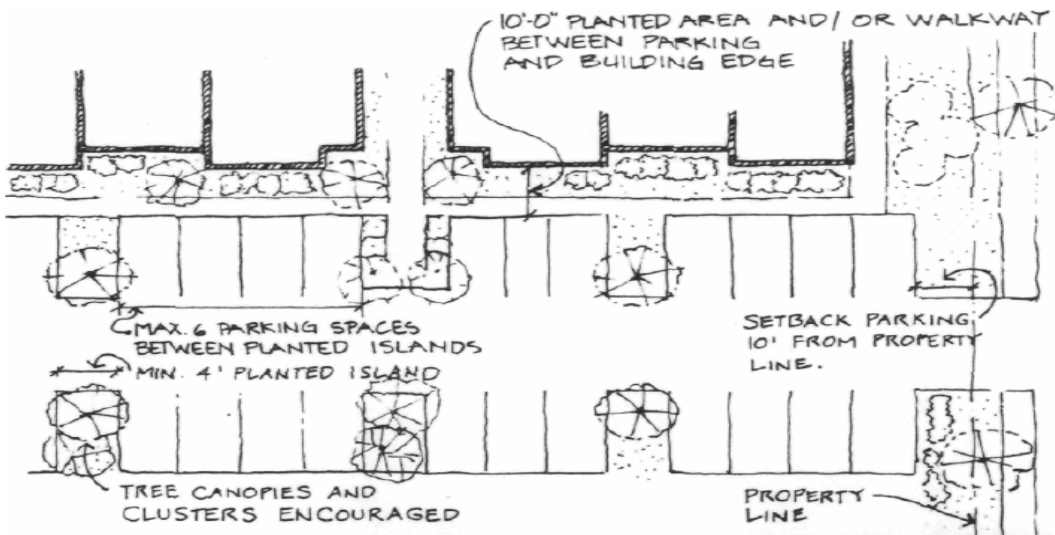 10'-0" PLANTED AREA AND/OR WALKWAY
BETWEEN PARKING
AND BUILDING EDGE
MAX. 6 PARKING SPACES
BETWEEN PLANTED ISLANDS
MIN. 4' PLANTED ISLAND
SETBACK PARKING
10' FROM PROPERTY
LINE.
TREE CANOPIES AND
CLUSTERS ENCOURAGED
PROPERTY
LINE